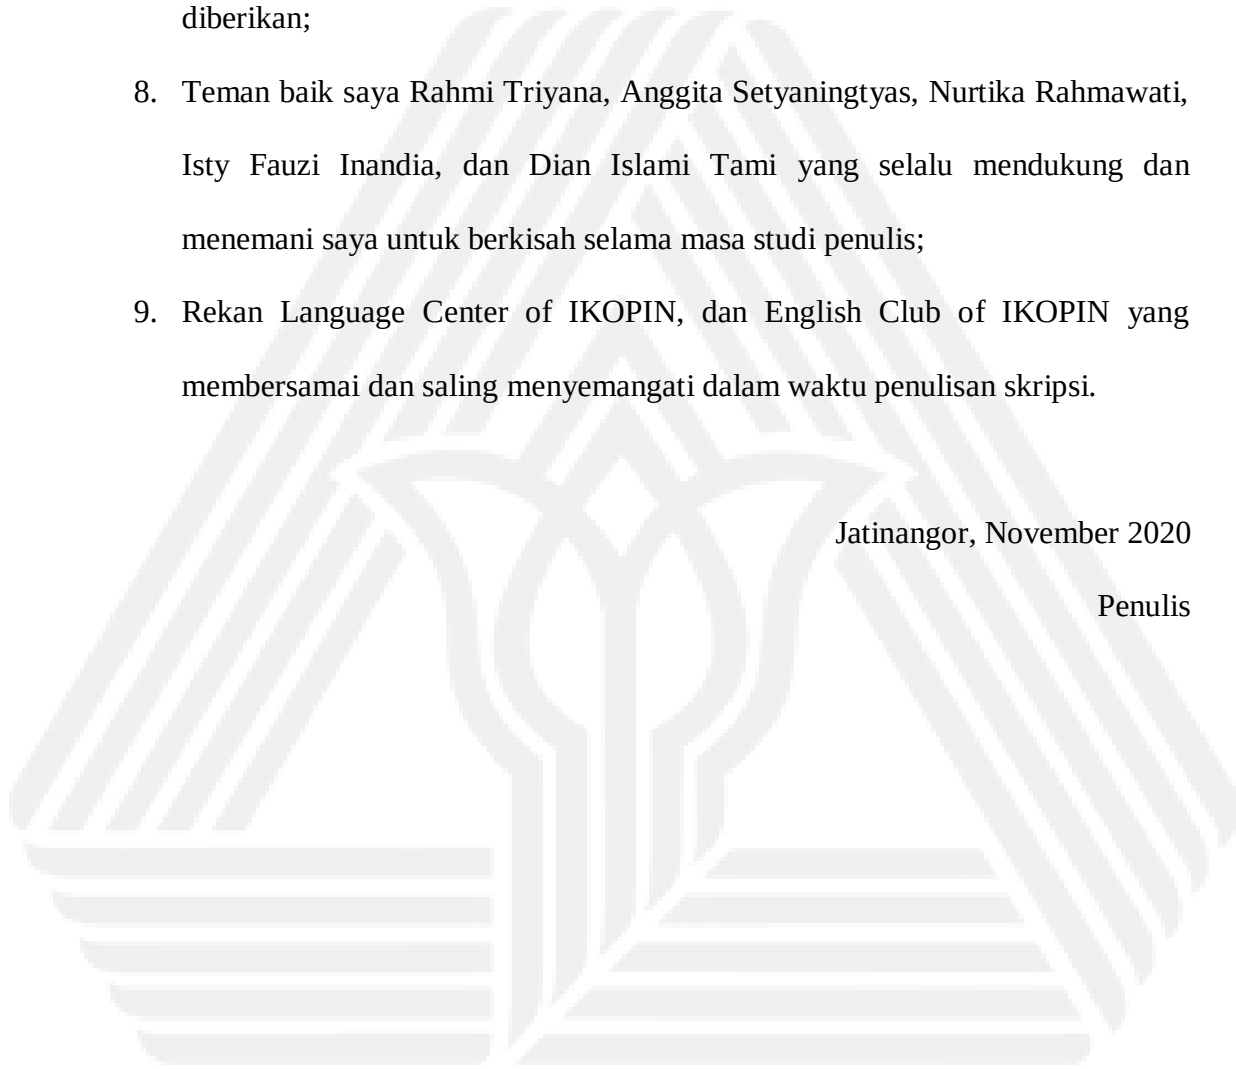 diberikan;
8. Teman baik saya Rahmi Triyana, Anggita Setyaningtyas, Nurtika Rahmawati,
Isty Fauzi Inandia, dan Dian Islami Tami yang selalu mendukung dan
menemani saya untuk berkisah selama masa studi penulis;
9. Rekan Language Center of IKOPIN, dan English Club of IKOPIN yang
membersamai dan saling menyemangati dalam waktu penulisan skripsi.
Jatinangor, November 2020
Penulis